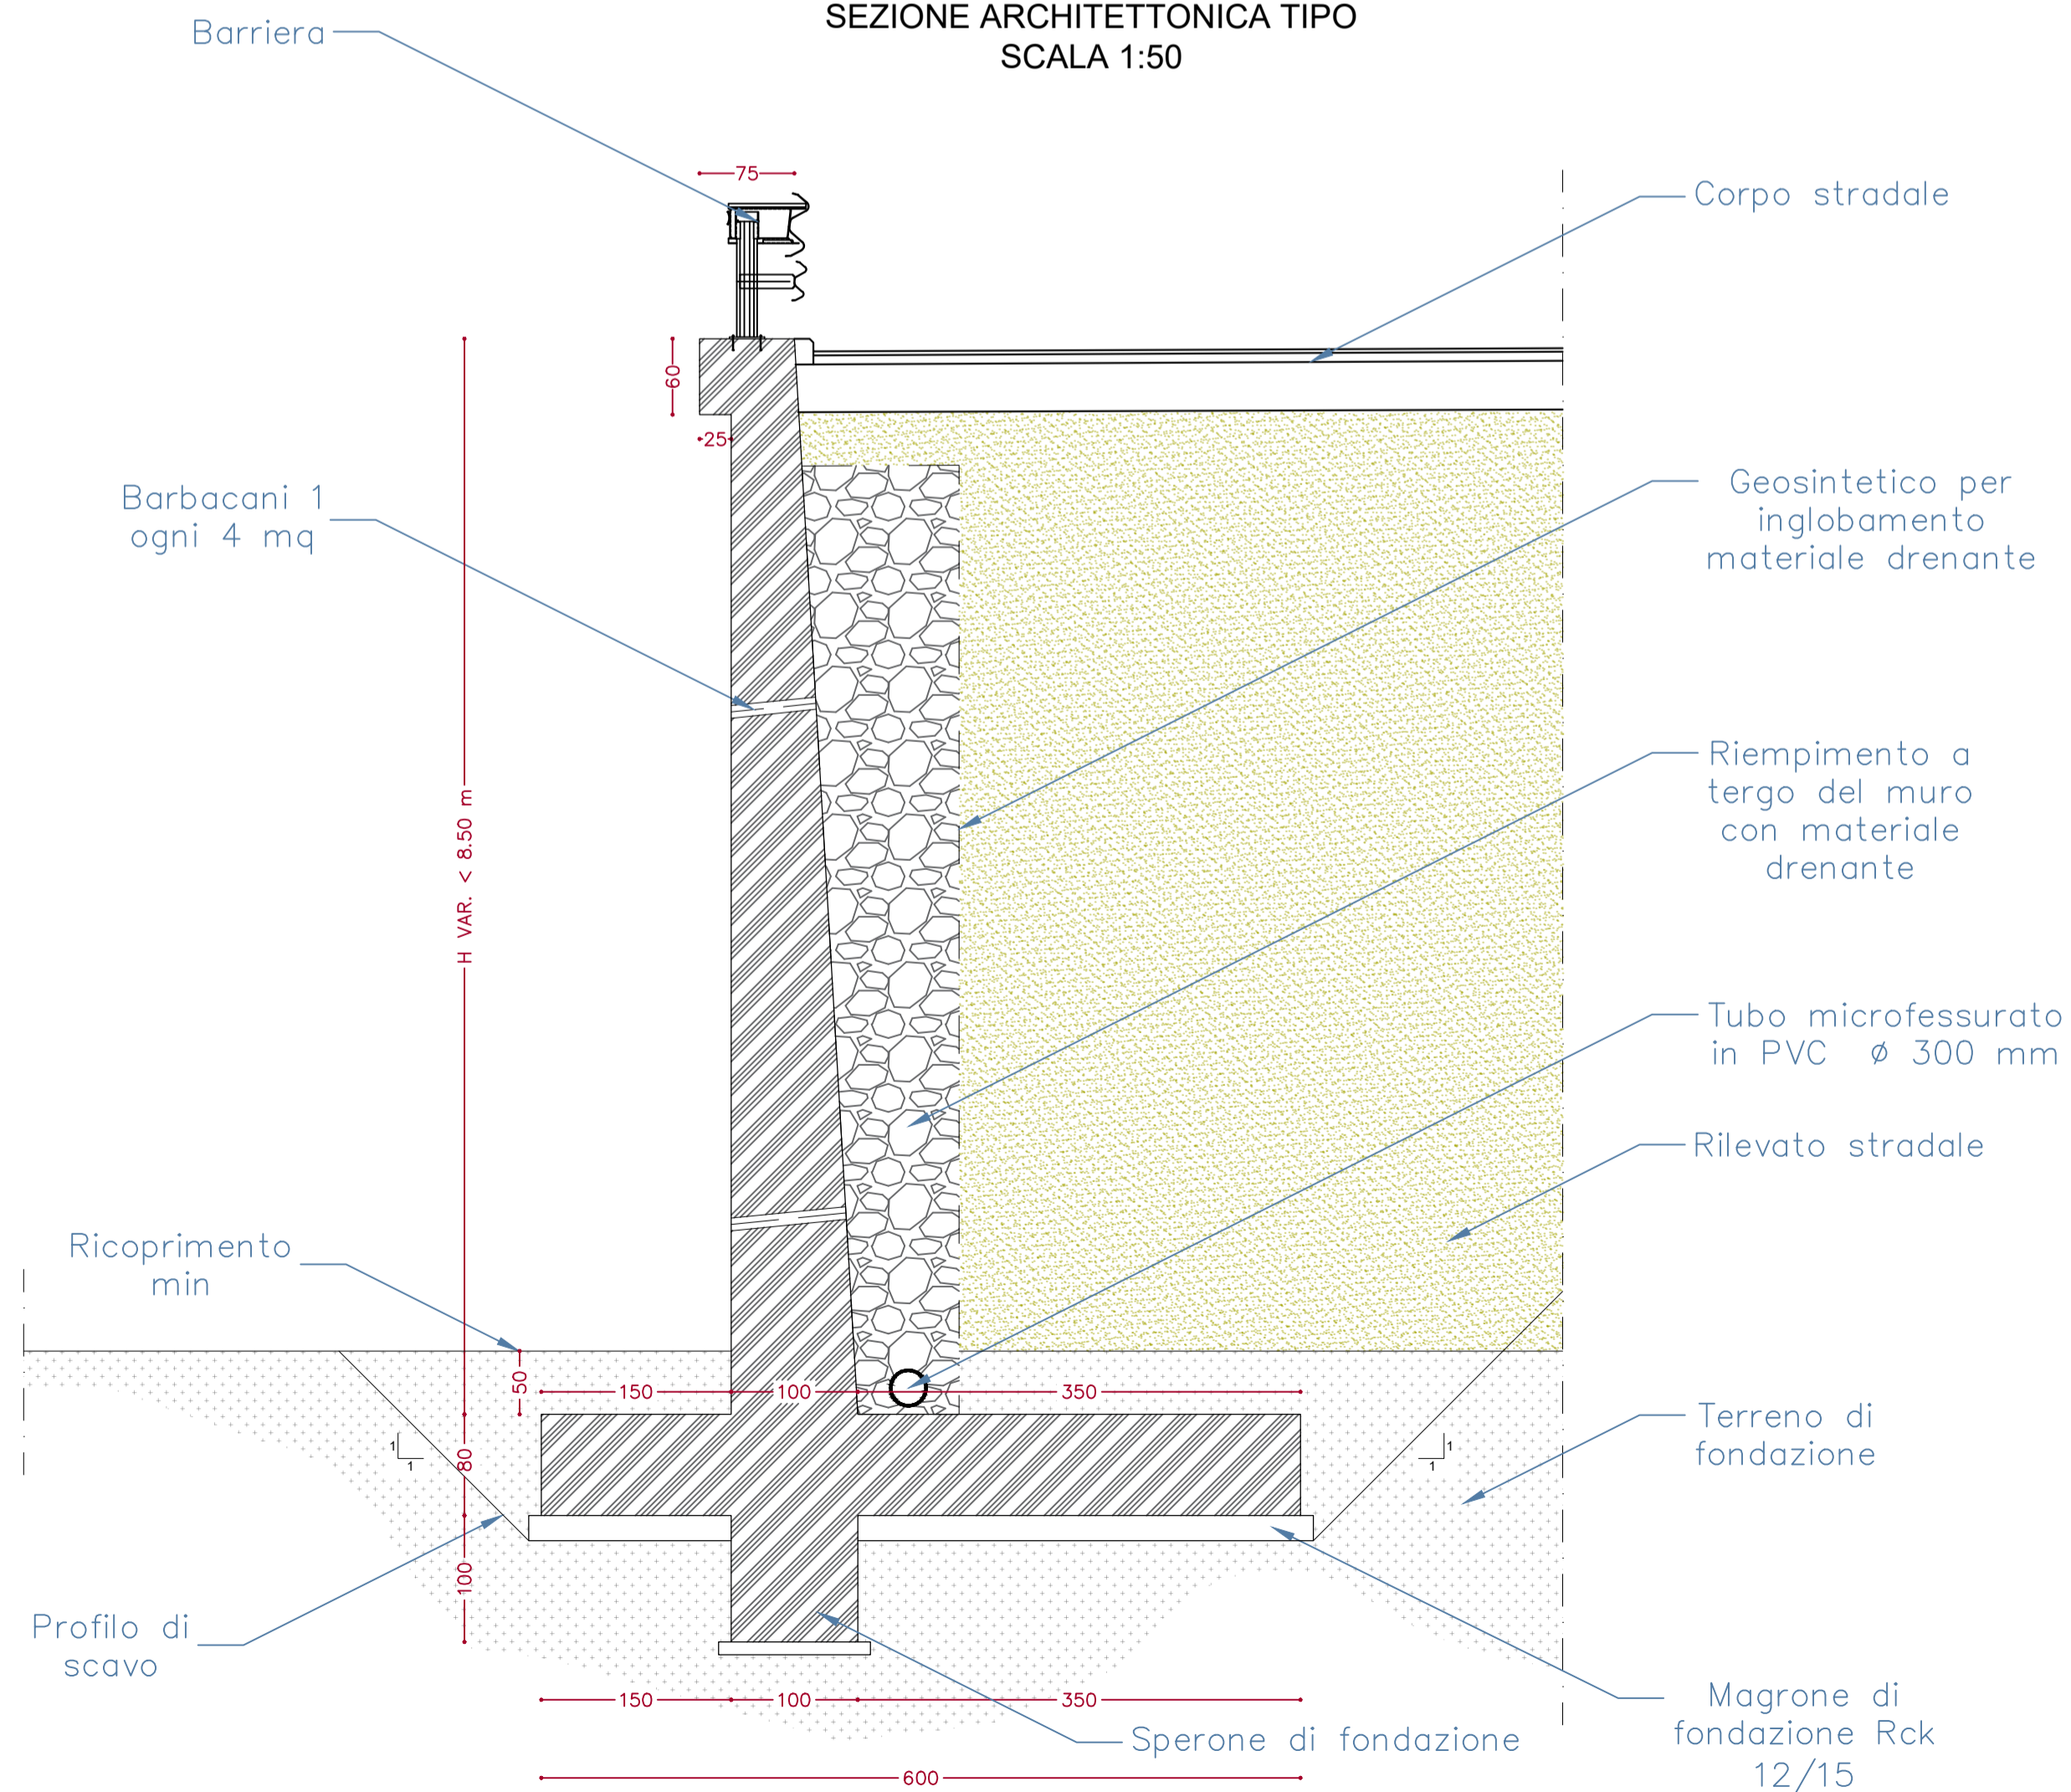 SEZIONE ARCHITETTONICA TIPO
SCALA 1:50
Barriera
75
Corpo stradale
60
25
Barbacani 1
ogni 4 mq
Geosintetico per
inglobamento
materiale drenante
H VAR. < 8.50 m
Riempimento a
tergo del muro
con materiale
drenante
Tubo microfessurato
in PVC Ø 300 mm
Rilevato stradale
Ricoprimento
min
50
150
100
350
80
1
1
1
1
Terreno di
fondazione
100
Profilo di
scavo
150
100
350
Sperone di fondazione
Magrone di
fondazione Rck
12/15
600